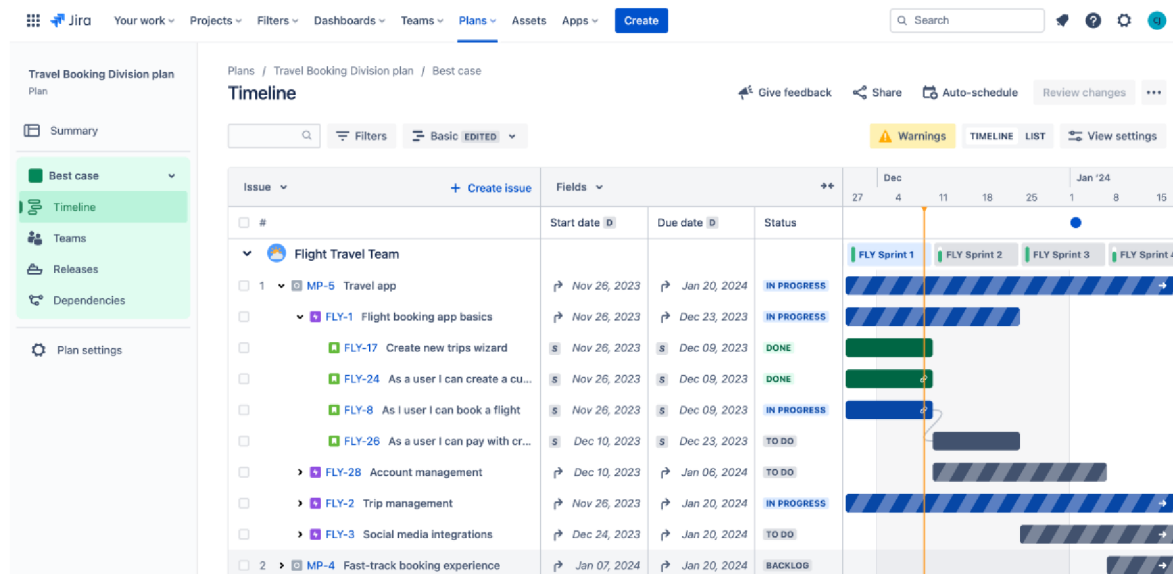 Jira Your work Projects Filters Dashboards Teams Plans Assets Apps Create Search CJ
Travel Booking Division plan
Plan
Summary
Best case
Timeline
Teams
Releases
Dependencies
Plan settings
Plans / Travel Booking Division plan / Best case
Timeline
Give feedback Share Auto-schedule Review changes
Filters Basic EDITED Warnings TIMELINE LIST View settings
Issue + Create issue Fields Dec Jan '24
27 4 11 18 25 1 8 15
# Start date D Due date D Status
Flight Travel Team FLY Sprint 1 FLY Sprint 2 FLY Sprint 3 FLY Sprint 4
1 MP-5 Travel app Nov 26, 2023 Jan 20, 2024 IN PROGRESS
FLY-1 Flight booking app basics Nov 26, 2023 Dec 23, 2023 IN PROGRESS
FLY-17 Create new trips wizard S Nov 26, 2023 S Dec 09, 2023 DONE
FLY-24 As a user I can create a cu... S Nov 26, 2023 S Dec 09, 2023 DONE
FLY-8 As I user I can book a flight S Nov 26, 2023 S Dec 09, 2023 IN PROGRESS
FLY-26 As a user I can pay with cr... S Dec 10, 2023 S Dec 23, 2023 TO DO
FLY-28 Account management Dec 10, 2023 Jan 06, 2024 TO DO
FLY-2 Trip management Nov 26, 2023 Jan 20, 2024 IN PROGRESS
FLY-3 Social media integrations Dec 24, 2023 Jan 20, 2024 TO DO
2 MP-4 Fast-track booking experience Jan 07, 2024 Jan 20, 2024 BACKLOG